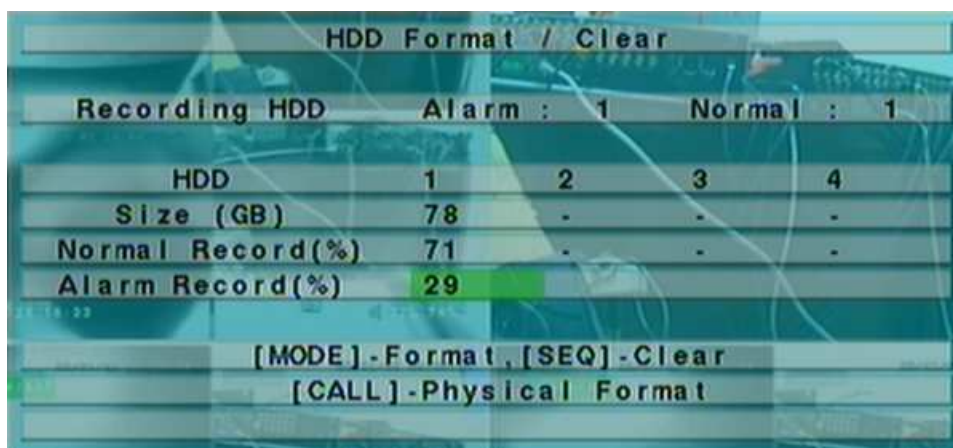 HDD Format / Clear
Recording HDD Alarm : 1 Normal : 1
HDD 1 2 3 4
Size (GB) 78 - - -
Normal Record(%) 71 - - -
Alarm Record(%) 29
[MODE]-Format,[SEQ]-Clear
[CALL]-Physical Format